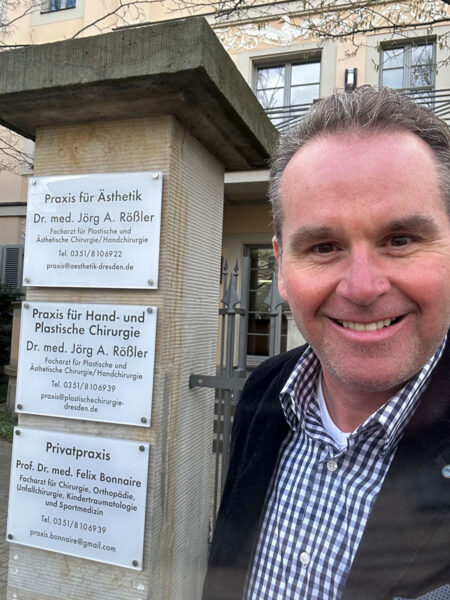 Praxis für Ästhetik
Dr. med. Jörg A. Rößler
Facharzt für Plastische und
Ästhetische Chirurgie/Handchirurgie
Tel. 0351/8106922
praxis@aesthetik-dresden.de
Praxis für Hand- und
Plastische Chirurgie
Dr. med. Jörg A. Rößler
Facharzt für Plastische und
Ästhetische Chirurgie/Handchirurgie
Tel. 0351/8106939
praxis@plastischechirurgie-
dresden.de
Privatpraxis
Prof. Dr. med. Felix Bonnaire
Facharzt für Chirurgie, Orthopädie,
Unfallchirurgie, Kindertraumatologie
und Sportmedizin
Tel. 0351/8106939
praxis.bonnaire@gmail.com